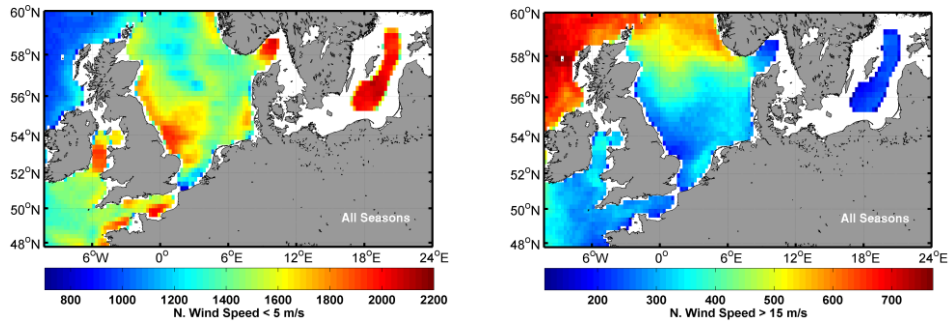 60°N
58°N
56°N
54°N
52°N
50°N
48°N
6°W
0°
6°E
12°E
18°E
24°E
All Seasons
800 1000 1200 1400 1600 1800 2000 2200
N. Wind Speed < 5 m/s
60°N
58°N
56°N
54°N
52°N
50°N
48°N
6°W
0°
6°E
12°E
18°E
24°E
All Seasons
200 300 400 500 600 700
N. Wind Speed > 15 m/s